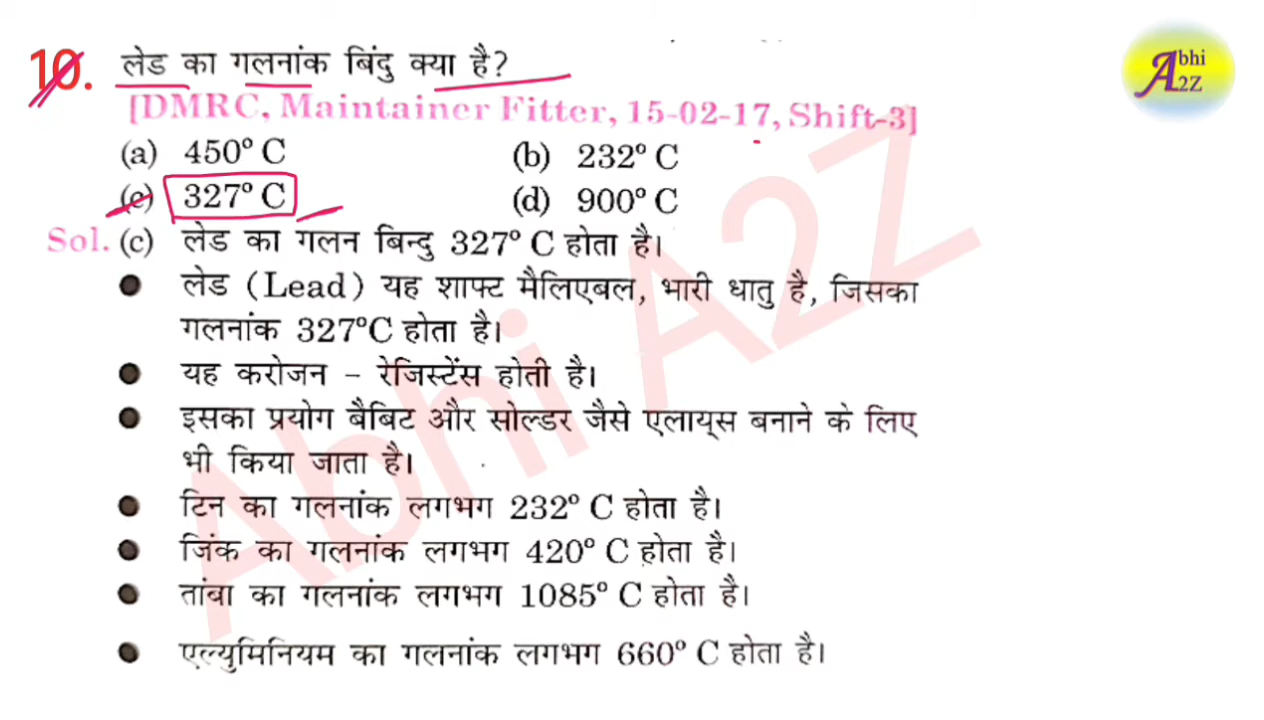 10. लेड का गलनांक बिंदु क्या है?
[DMRC, Maintainer Fitter, 15-02-17, Shift-3]
(a) 450° C (b) 232° C
(c) 327° C (d) 900° C
Sol. (c) लेड का गलन बिन्दु 327° C होता है।
● लेड (Lead) यह शाफ्ट मैलिएबल, भारी धातु है, जिसका
गलनांक 327°C होता है।
● यह करोजन – रेजिस्टेंस होती है।
● इसका प्रयोग बैबिट और सोल्डर जैसे एलाय्स बनाने के लिए
भी किया जाता है।
● टिन का गलनांक लगभग 232° C होता है।
● जिंक का गलनांक लगभग 420° C होता है।
● तांबा का गलनांक लगभग 1085° C होता है।
● एल्युमिनियम का गलनांक लगभग 660° C होता है।
Abhi A2Z
Abhi A2Z